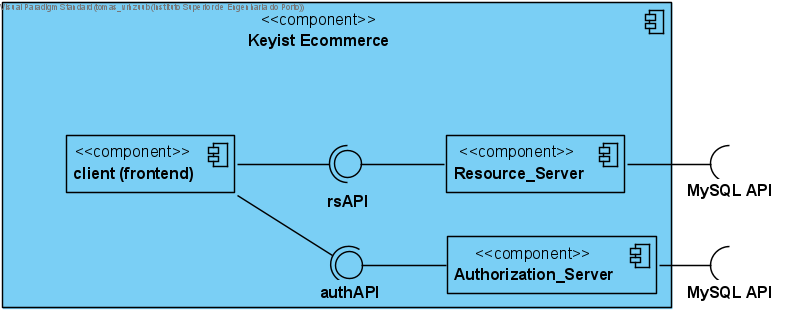 Visual Paradigm Standard(tomas_unizxvb(Instituto Superior de Engenharia do Porto))
<<component>>
Keyist Ecommerce
<<component>>
client (frontend)
rsAPI
<<component>>
Resource_Server
MySQL API
authAPI
<<component>>
Authorization_Server
MySQL API